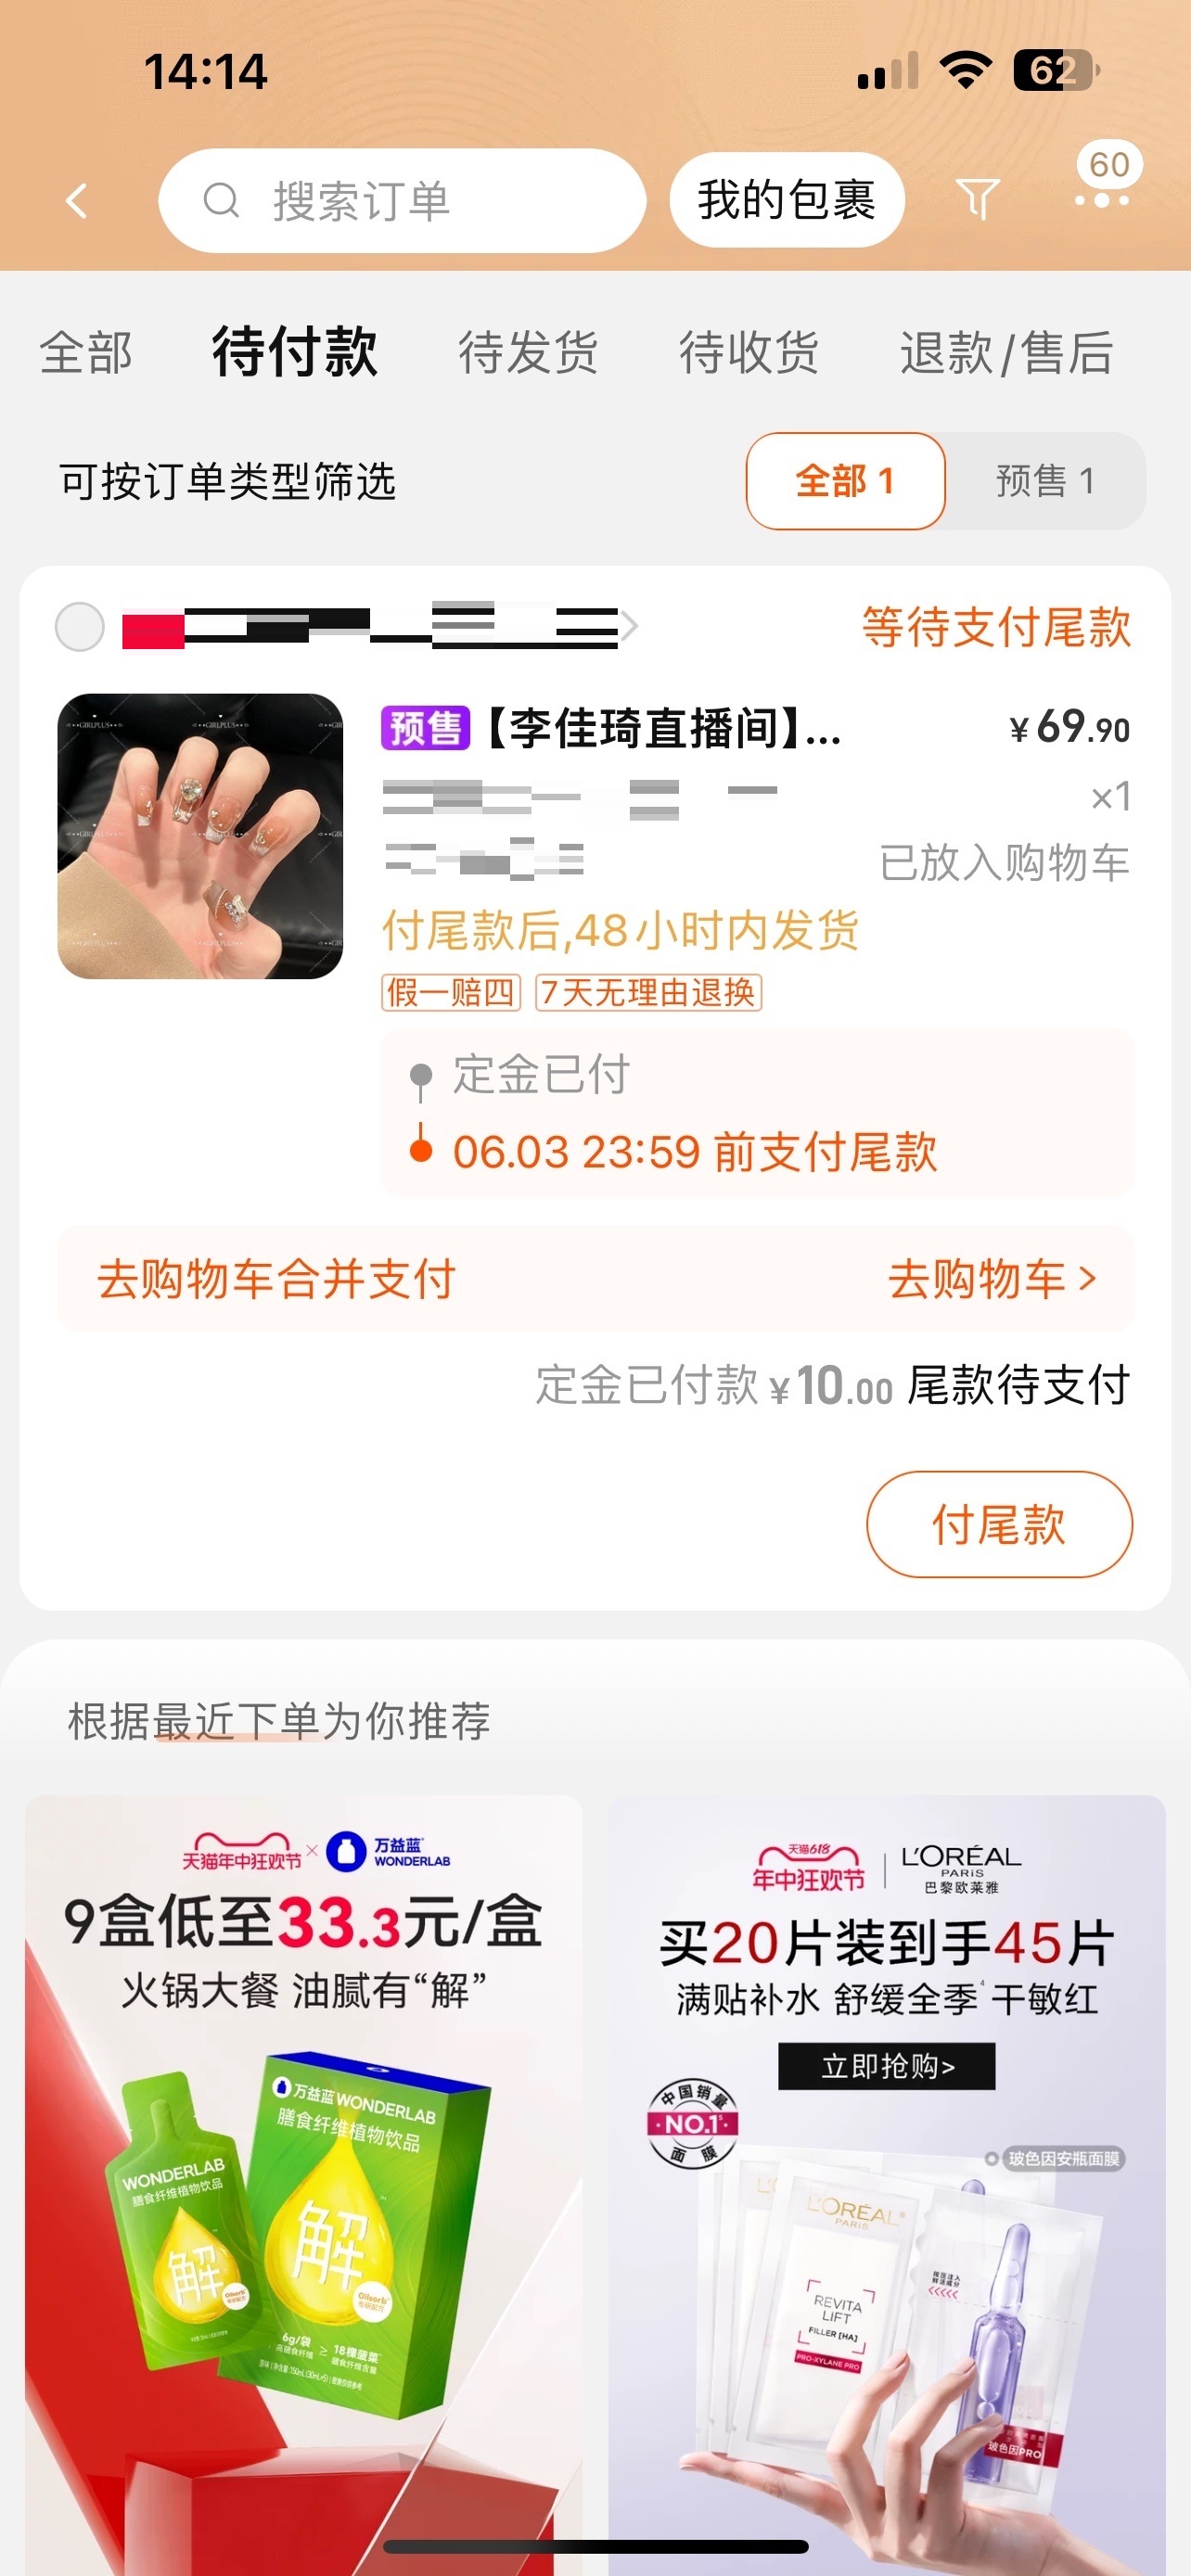 14:14
62
搜索订单
我的包裹
60
全部 待付款 待发货 待收货 退款/售后
可按订单类型筛选
全部 1 预售 1
等待支付尾款
预售【李佳琦直播间】... ¥69.90
×1
已放入购物车
付尾款后,48小时内发货
假一赔四 7天无理由退换
定金已付
06.03 23:59 前支付尾款
去购物车合并支付 去购物车 >
定金已付款 ¥10.00 尾款待支付
付尾款
根据最近下单为你推荐
天猫年中狂欢节 × 万益蓝 WONDERLAB
9盒低至33.3元/盒
火锅大餐 油腻有“解”
万益蓝 WONDERLAB
膳食纤维植物饮品
解
WONDERLAB
膳食纤维植物饮品
解
6g/袋 ≥ 18棵菠菜
天猫618
年中狂欢节
L'ORÉAL
PARiS
巴黎欧莱雅
买20片装到手45片
满贴补水 舒缓全季⁴干敏红
立即抢购>
中国销量
NO.1
面膜
玻色因安瓶面膜
L'ORÉAL
PARiS
REVITA
LIFT
FILLER [HA]
PRO-XYLANE PRO
玻色因PRO